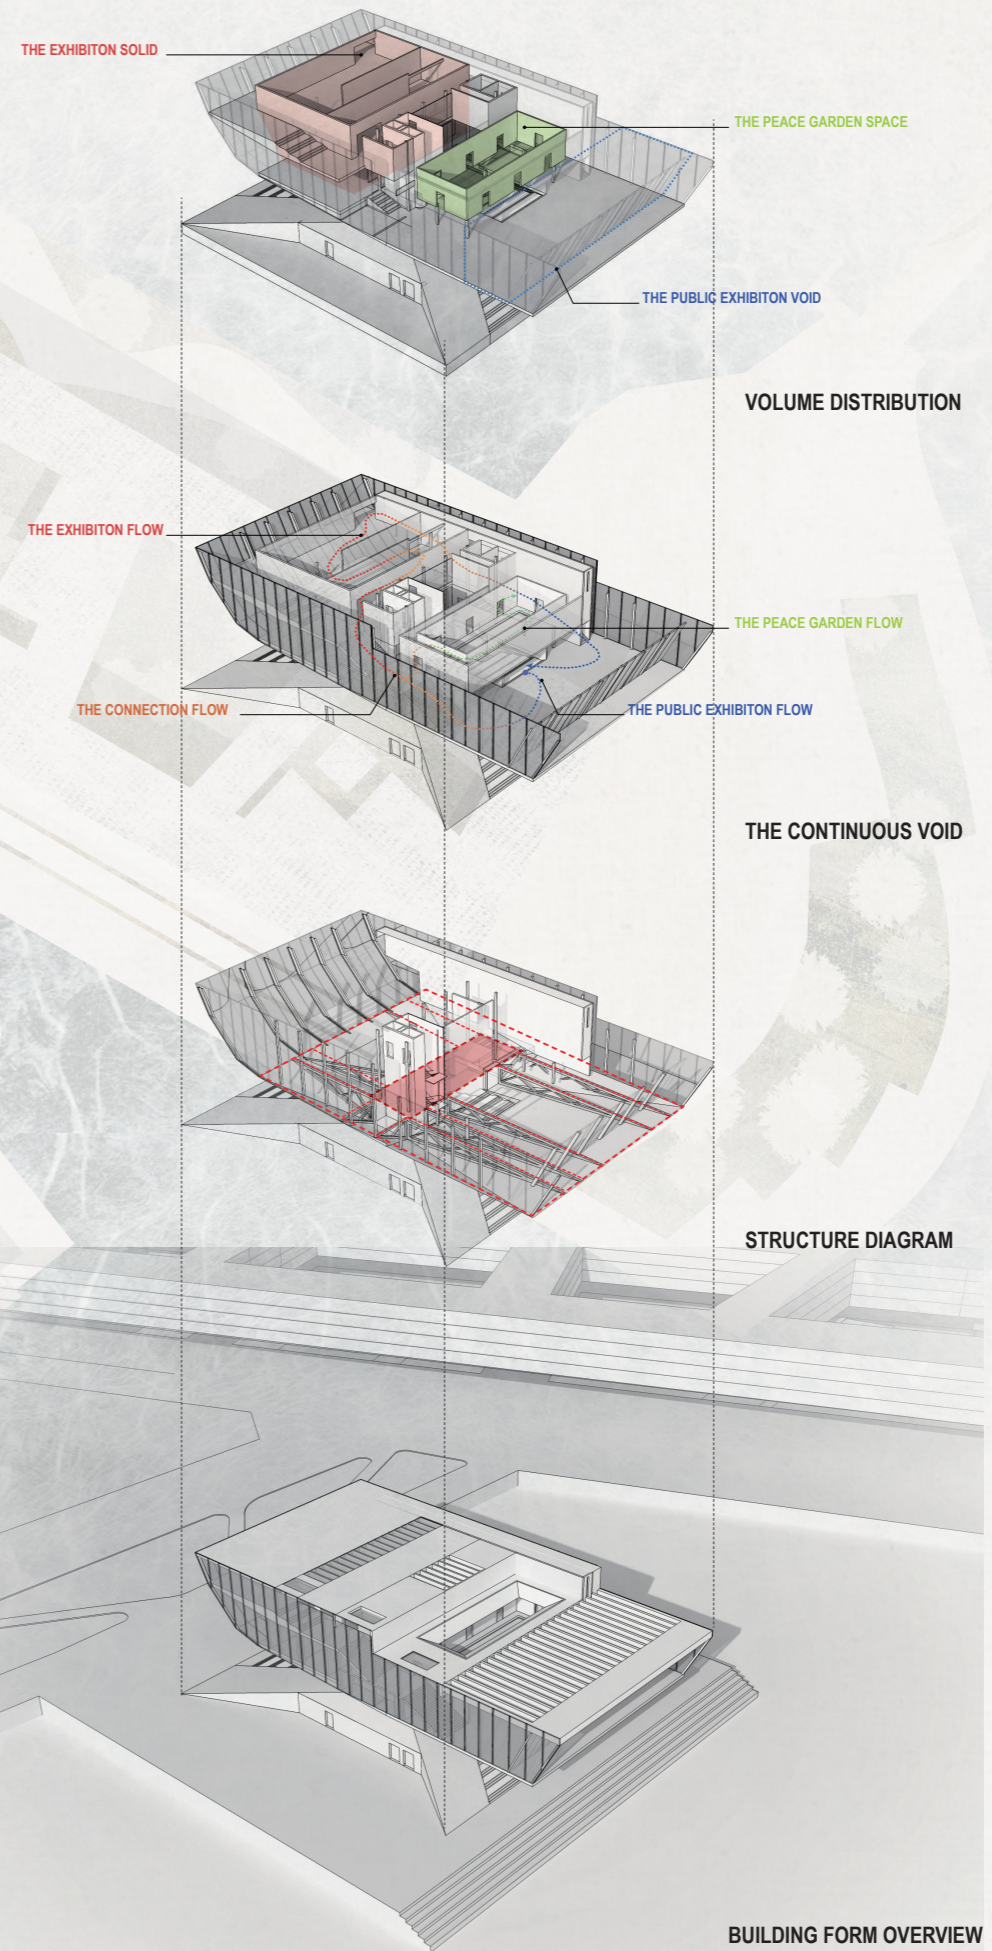 THE EXHIBITON SOLID
THE PEACE GARDEN SPACE
THE PUBLIC EXHIBITON VOID
VOLUME DISTRIBUTION
THE EXHIBITON FLOW
THE PEACE GARDEN FLOW
THE CONNECTION FLOW
THE PUBLIC EXHIBITON FLOW
THE CONTINUOUS VOID
STRUCTURE DIAGRAM
BUILDING FORM OVERVIEW